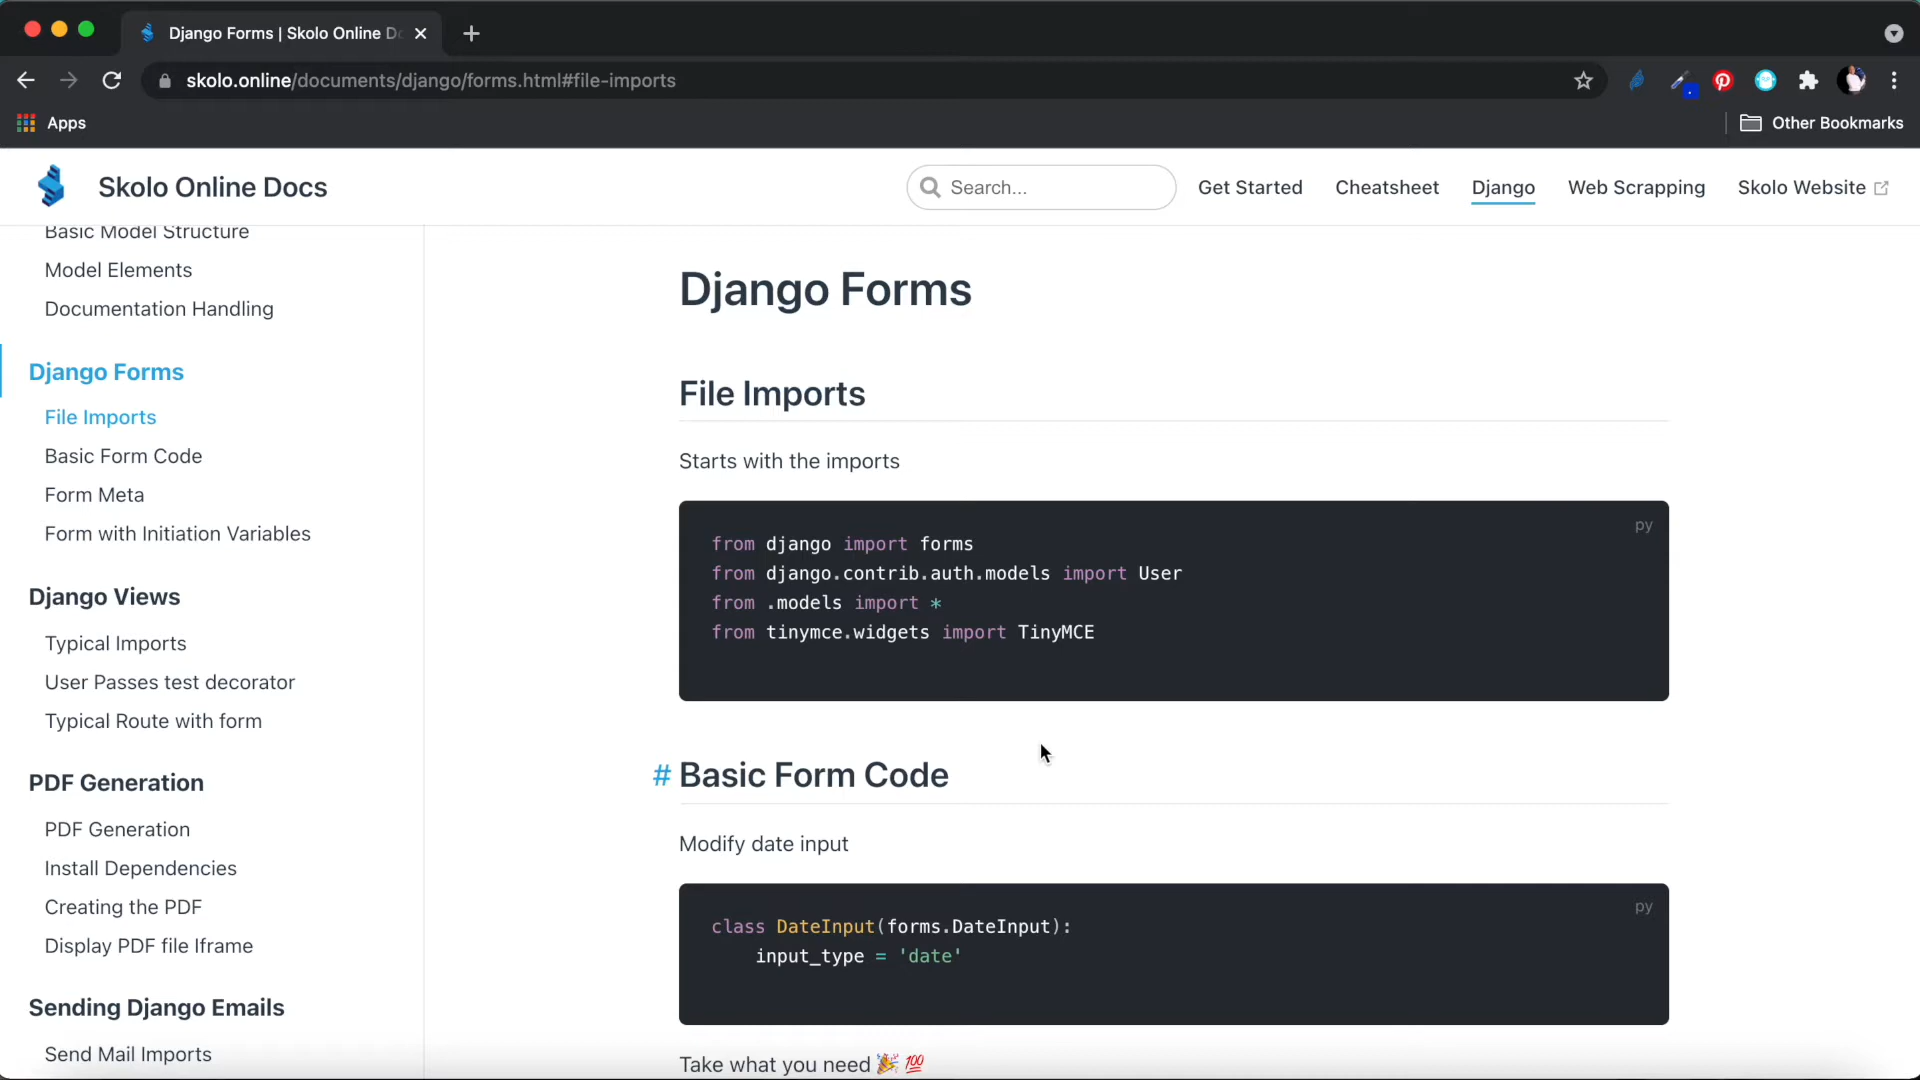 Django Forms | Skolo Online Do
skolo.online/documents/django/forms.html#file-imports
Apps
Other Bookmarks
Skolo Online Docs
Search...
Get Started
Cheatsheet
Django
Web Scrapping
Skolo Website
Basic Model Structure
Model Elements
Documentation Handling
Django Forms
File Imports
Basic Form Code
Form Meta
Form with Initiation Variables
Django Views
Typical Imports
User Passes test decorator
Typical Route with form
PDF Generation
PDF Generation
Install Dependencies
Creating the PDF
Display PDF file Iframe
Sending Django Emails
Send Mail Imports
Django Forms
File Imports
Starts with the imports
py
from django import forms
from django.contrib.auth.models import User
from .models import *
from tinymce.widgets import TinyMCE
# Basic Form Code
Modify date input
py
class DateInput(forms.DateInput):
    input_type = 'date'
Take what you need 🎉 💯